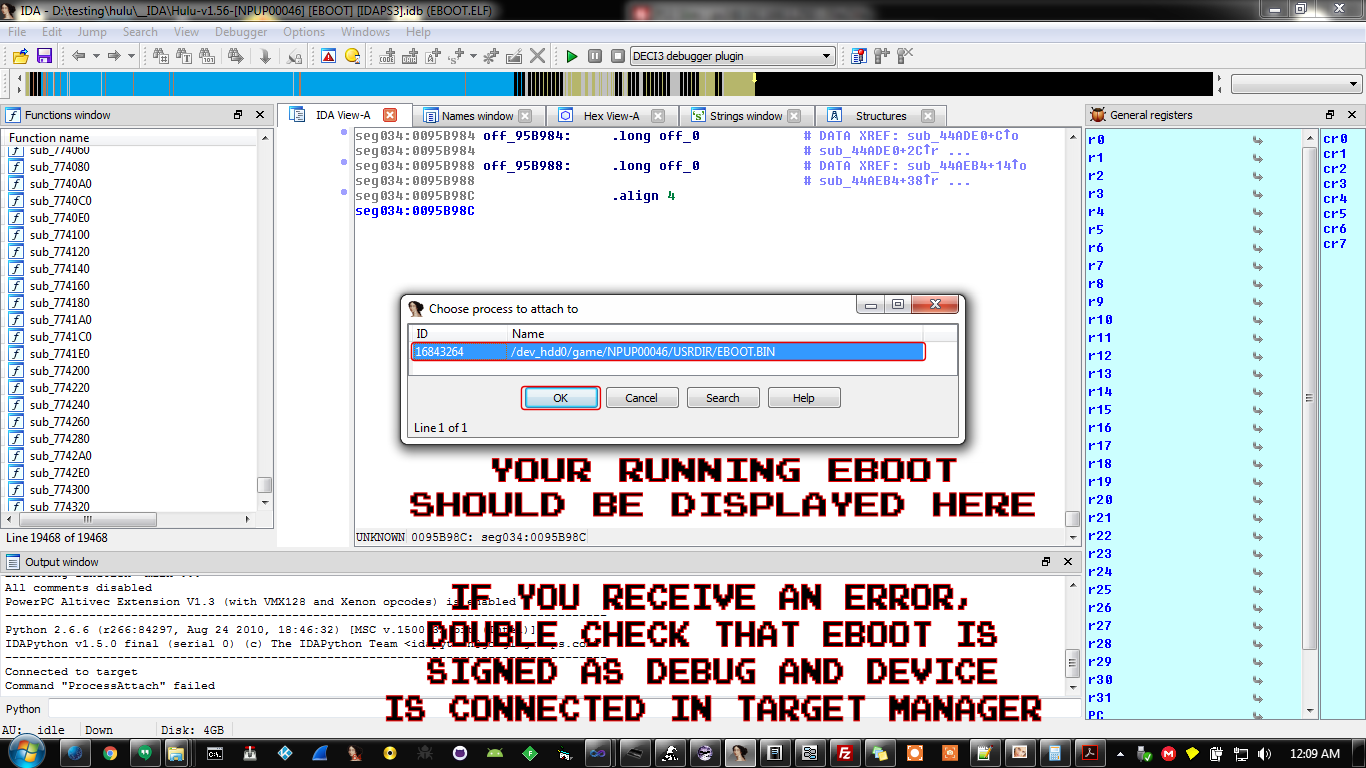 IDA - D:\testing\hulu\__IDA\Hulu-v1.56-[NPUP00046] [EBOOT] [IDAPS3].idb (EBOOT.ELF)
File Edit Jump Search View Debugger Options Windows Help
DECI3 debugger plugin
Functions window
IDA View-A
Names window
Hex View-A
Strings window
Structures
General registers
Function name
sub_774060
sub_774080
sub_7740A0
sub_7740C0
sub_7740E0
sub_774100
sub_774120
sub_774140
sub_774160
sub_774180
sub_7741A0
sub_7741C0
sub_7741E0
sub_774200
sub_774220
sub_774240
sub_774260
sub_774280
sub_7742A0
sub_7742E0
sub_774300
sub_774320
Line 19468 of 19468
seg034:0095B984 off_95B984: .long off_0 # DATA XREF: sub_44ADE0+C↑o
seg034:0095B984 # sub_44ADE0+2C↑r ...
seg034:0095B988 off_95B988: .long off_0 # DATA XREF: sub_44AEB4+14↑o
seg034:0095B988 # sub_44AEB4+38↑r ...
seg034:0095B98C .align 4
seg034:0095B98C
Choose process to attach to
ID Name
16843264 /dev_hdd0/game/NPUP00046/USRDIR/EBOOT.BIN
OK Cancel Search Help
Line 1 of 1
YOUR RUNNING EBOOT
SHOULD BE DISPLAYED HERE
UNKNOWN 0095B98C: seg034:0095B98C
r0
r1
r2
r3
r4
r5
r6
r7
r8
r9
r10
r11
r12
r13
r14
r15
r16
r17
r18
r19
r20
r21
r22
r23
r24
r25
r26
r27
r28
r29
r30
r31
PC
cr0
cr1
cr2
cr3
cr4
cr5
cr6
cr7
Output window
All comments disabled
PowerPC Altivec Extension V1.3 (with VMX128 and Xenon opcodes) is enabled
Python 2.6.6 (r266:84297, Aug 24 2010, 18:46:32) [MSC v.1500
IDAPython v1.5.0 final (serial 0) (c) The IDAPython Team
Connected to target
Command "ProcessAttach" failed
IF YOU RECEIVE AN ERROR,
DOUBLE CHECK THAT EBOOT IS
SIGNED AS DEBUG AND DEVICE
IS CONNECTED IN TARGET MANAGER
Python
AU: idle Down Disk: 4GB
12:09 AM